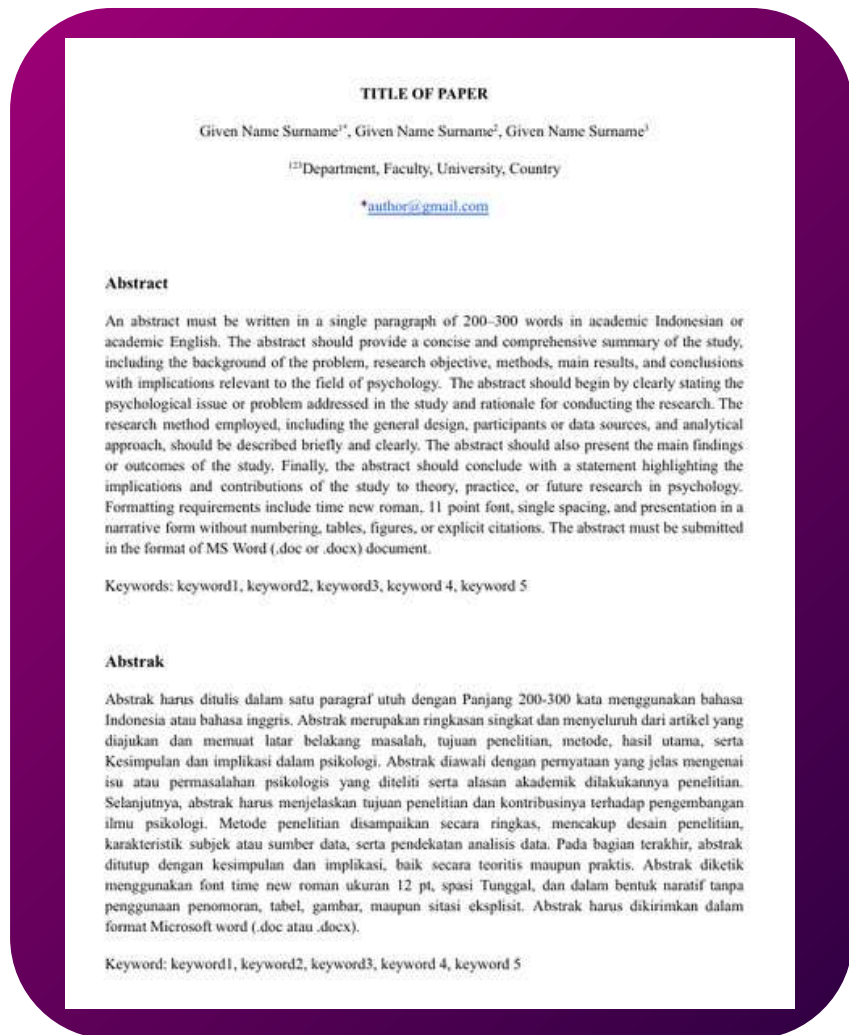 TITLE OF PAPER
Given Name Surname¹*, Given Name Surname², Given Name Surname³
¹²³Department, Faculty, University, Country
*author@gmail.com
Abstract
An abstract must be written in a single paragraph of 200–300 words in academic Indonesian or
academic English. The abstract should provide a concise and comprehensive summary of the study,
including the background of the problem, research objective, methods, main results, and conclusions
with implications relevant to the field of psychology. The abstract should begin by clearly stating the
psychological issue or problem addressed in the study and rationale for conducting the research. The
research method employed, including the general design, participants or data sources, and analytical
approach, should be described briefly and clearly. The abstract should also present the main findings
or outcomes of the study. Finally, the abstract should conclude with a statement highlighting the
implications and contributions of the study to theory, practice, or future research in psychology.
Formatting requirements include time new roman, 11 point font, single spacing, and presentation in a
narrative form without numbering, tables, figures, or explicit citations. The abstract must be submitted
in the format of MS Word (.doc or .docx) document.
Keywords: keyword1, keyword2, keyword3, keyword 4, keyword 5
Abstrak
Abstrak harus ditulis dalam satu paragraf utuh dengan Panjang 200-300 kata menggunakan bahasa
Indonesia atau bahasa inggris. Abstrak merupakan ringkasan singkat dan menyeluruh dari artikel yang
diajukan dan memuat latar belakang masalah, tujuan penelitian, metode, hasil utama, serta
Kesimpulan dan implikasi dalam psikologi. Abstrak diawali dengan pernyataan yang jelas mengenai
isu atau permasalahan psikologis yang diteliti serta alasan akademik dilakukannya penelitian.
Selanjutnya, abstrak harus menjelaskan tujuan penelitian dan kontribusinya terhadap pengembangan
ilmu psikologi. Metode penelitian disampaikan secara ringkas, mencakup desain penelitian,
karakteristik subjek atau sumber data, serta pendekatan analisis data. Pada bagian terakhir, abstrak
ditutup dengan kesimpulan dan implikasi, baik secara teoritis maupun praktis. Abstrak diketik
menggunakan font time new roman ukuran 12 pt, spasi Tunggal, dan dalam bentuk naratif tanpa
penggunaan penomoran, tabel, gambar, maupun sitasi eksplisit. Abstrak harus dikirimkan dalam
format Microsoft word (.doc atau .docx).
Keyword: keyword1, keyword2, keyword3, keyword 4, keyword 5